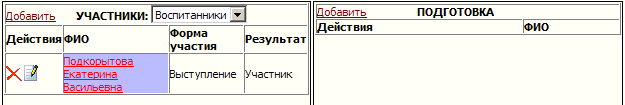 Добавить УЧАСТНИКИ: Воспитанники
Действия ФИО Форма участия Результат
Подкорытова Екатерина Васильевна Выступление Участник
Добавить ПОДГОТОВКА
Действия ФИО